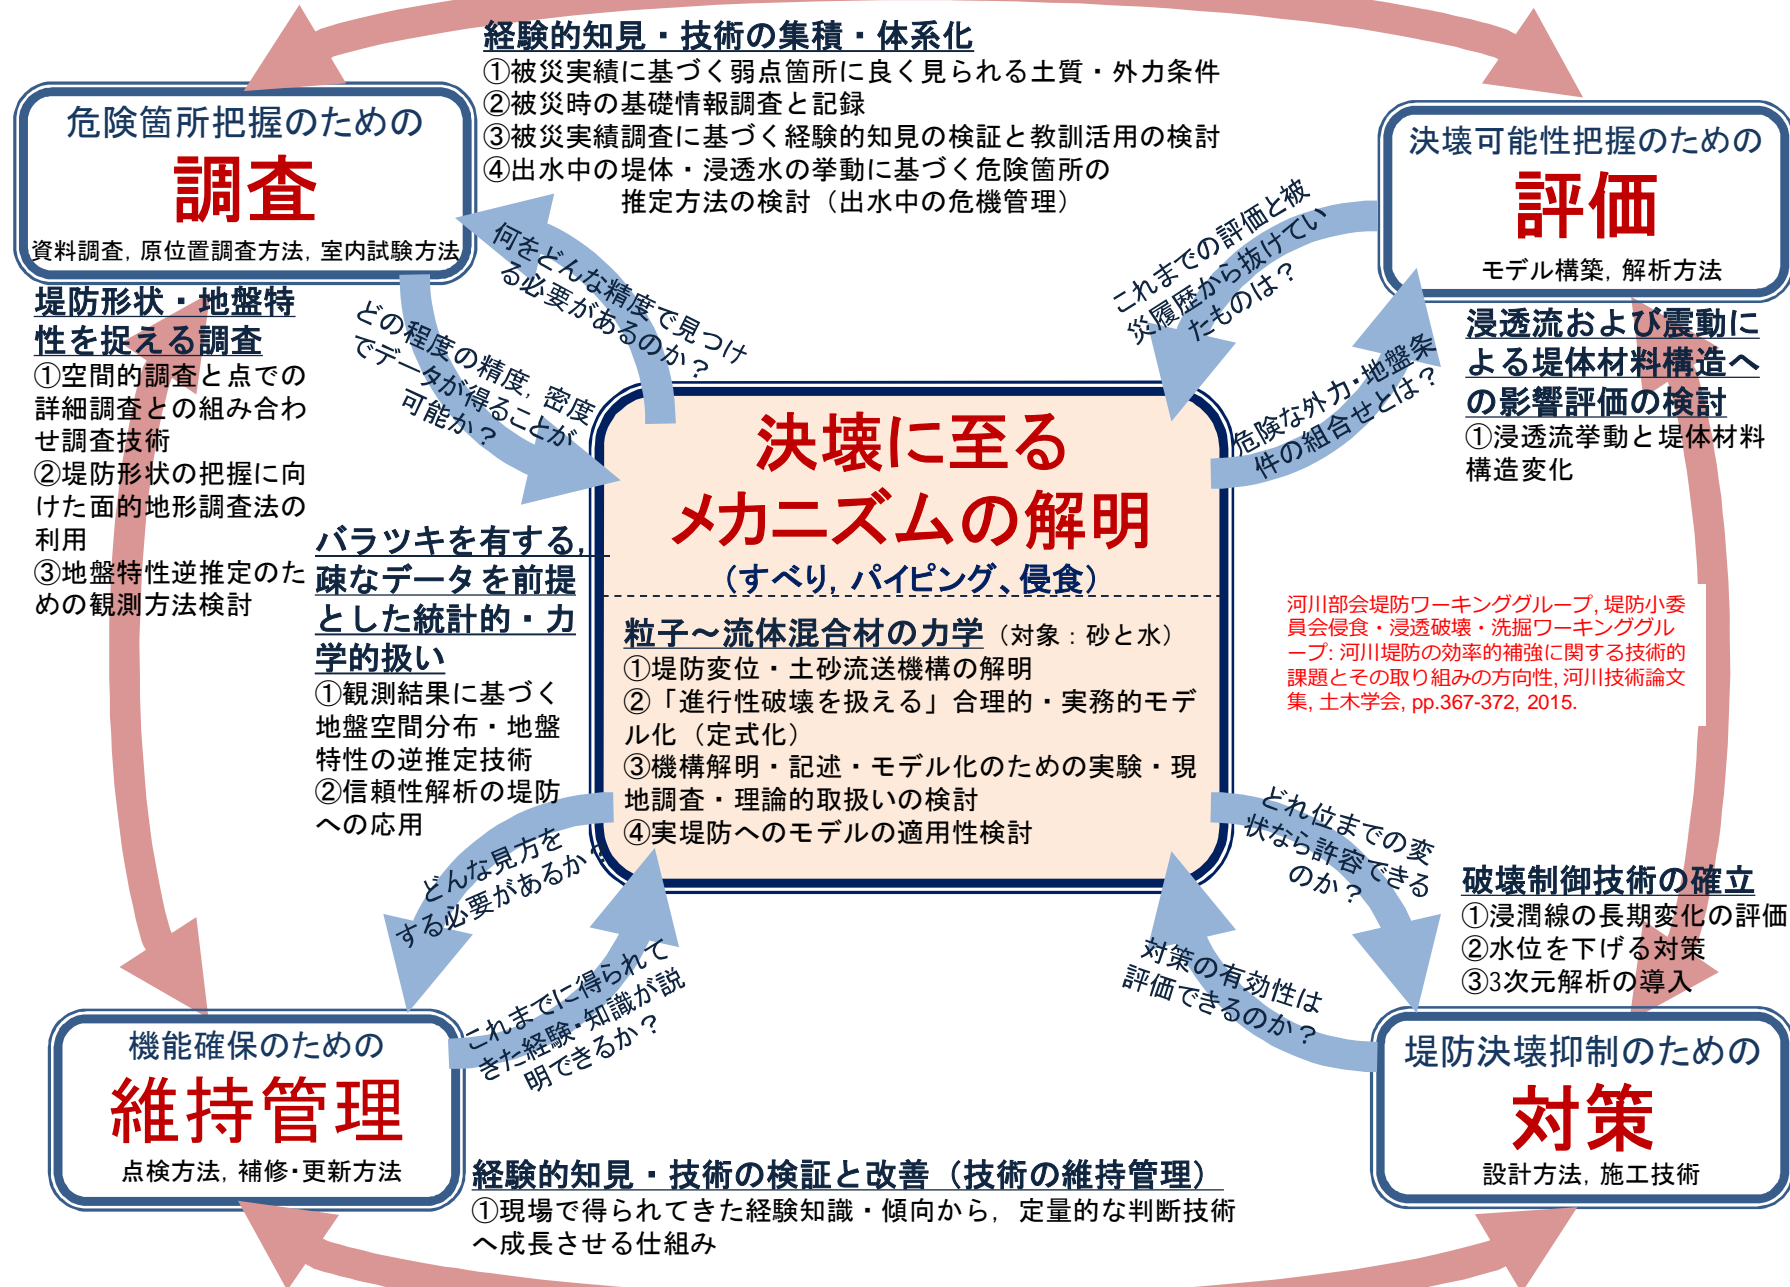 経験的知見・技術の集積・体系化
①被災実績に基づく弱点箇所に良く見られる土質・外力条件
②被災時の基礎情報調査と記録
③被災実績調査に基づく経験的知見の検証と教訓活用の検討
④出水中の堤体・浸透水の挙動に基づく危険箇所の
推定方法の検討（出水中の危機管理）
危険箇所把握のための
調査
資料調査, 原位置調査方法, 室内試験方法
決壊可能性把握のための
評価
モデル構築, 解析方法
何をどんな精度で見つけ
る必要があるのか？
どの程度の精度, 密度
でデータが得ることが
可能か？
これまでの評価と被
災履歴から抜けてい
たものは？
危険な外力・地盤条
件の組合せとは？
堤防形状・地盤特
性を捉える調査
①空間的調査と点での
詳細調査との組み合わ
せ調査技術
②堤防形状の把握に向
けた面的地形調査法の
利用
③地盤特性逆推定のた
めの観測方法検討
浸透流および震動に
よる堤体材料構造へ
の影響評価の検討
①浸透流挙動と堤体材料
構造変化
バラツキを有する,
疎なデータを前提
とした統計的・力
学的扱い
①観測結果に基づく
地盤空間分布・地盤
特性の逆推定技術
②信頼性解析の堤防
への応用
決壊に至る
メカニズムの解明
（すべり, パイピング、侵食）
粒子～流体混合材の力学（対象：砂と水）
①堤防変位・土砂流送機構の解明
②「進行性破壊を扱える」合理的・実務的モデ
ル化（定式化）
③機構解明・記述・モデル化のための実験・現
地調査・理論的取扱いの検討
④実堤防へのモデルの適用性検討
河川部会堤防ワーキンググループ, 堤防小委
員会侵食・浸透破壊・洗掘ワーキンググル
ープ: 河川堤防の効率的補強に関する技術的
課題とその取り組みの方向性, 河川技術論文
集, 土木学会, pp.367-372, 2015.
どんな見方を
する必要があるか？
これまでに得られて
きた経験・知識が説
明できるか？
どれ位までの変
状なら許容できる
のか？
対策の有効性は
評価できるのか？
破壊制御技術の確立
①浸潤線の長期変化の評価
②水位を下げる対策
③3次元解析の導入
機能確保のための
維持管理
点検方法, 補修・更新方法
堤防決壊抑制のための
対策
設計方法, 施工技術
経験的知見・技術の検証と改善（技術の維持管理）
①現場で得られてきた経験知識・傾向から, 定量的な判断技術
へ成長させる仕組み